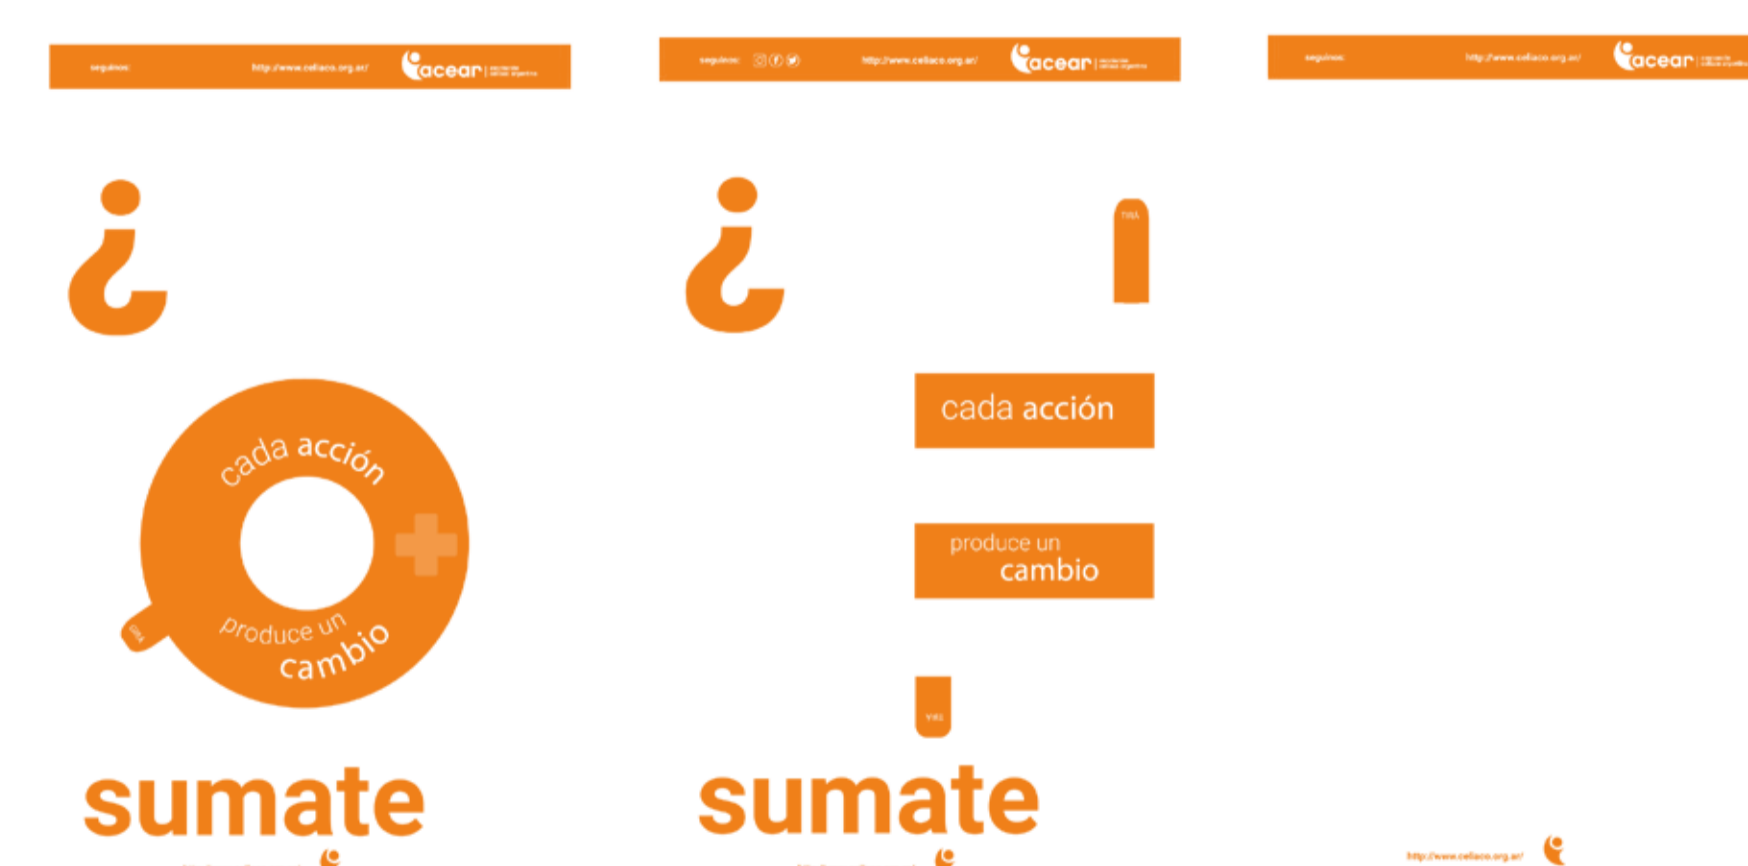 seguinos:
http://www.celiaco.org.ar/
acear
seguinos:
http://www.celiaco.org.ar/
acear
seguinos:
http://www.celiaco.org.ar/
acear
¿
cada acción
produce un
cambio
sumate
¿
TIRÁ
cada acción
produce un
cambio
sumate
http://www.celiaco.org.ar/